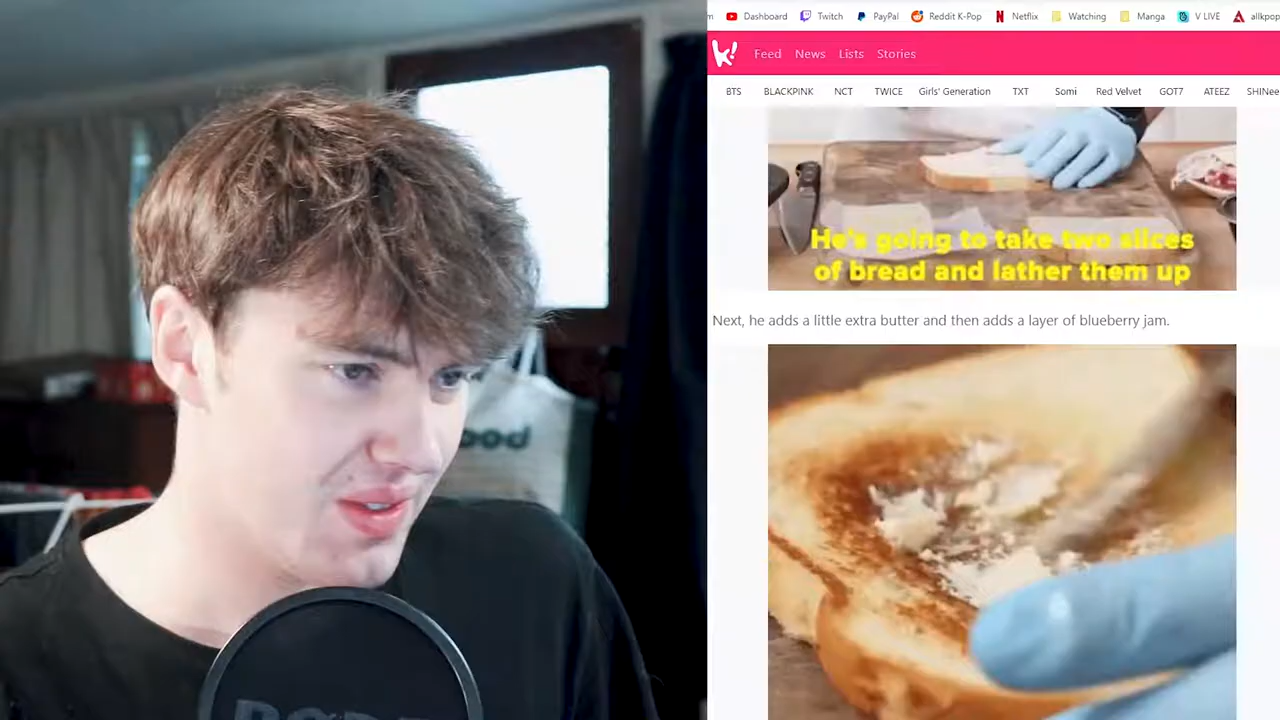 Dashboard
Twitch
PayPal
Reddit K-Pop
Netflix
Watching
Manga
V LIVE
allkpop
k!
Feed
News
Lists
Stories
BTS
BLACKPINK
NCT
TWICE
Girls' Generation
TXT
Somi
Red Velvet
GOT7
ATEEZ
SHINee
He's going to take two slices
of bread and lather them up
Next, he adds a little extra butter and then adds a layer of blueberry jam.
ood